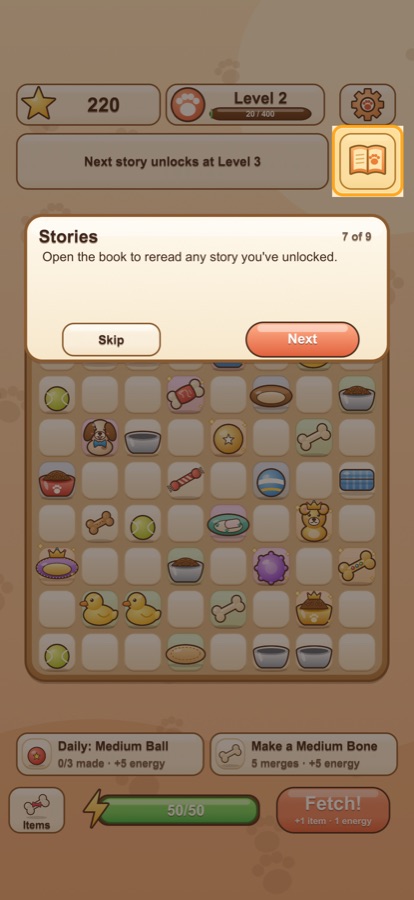 220
Level 2
20 / 400
Next story unlocks at Level 3
Stories
7 of 9
Open the book to reread any story you've unlocked.
Skip
Next
Daily: Medium Ball
0/3 made · +5 energy
Make a Medium Bone
5 merges · +5 energy
Items
50/50
Fetch!
+1 item · 1 energy